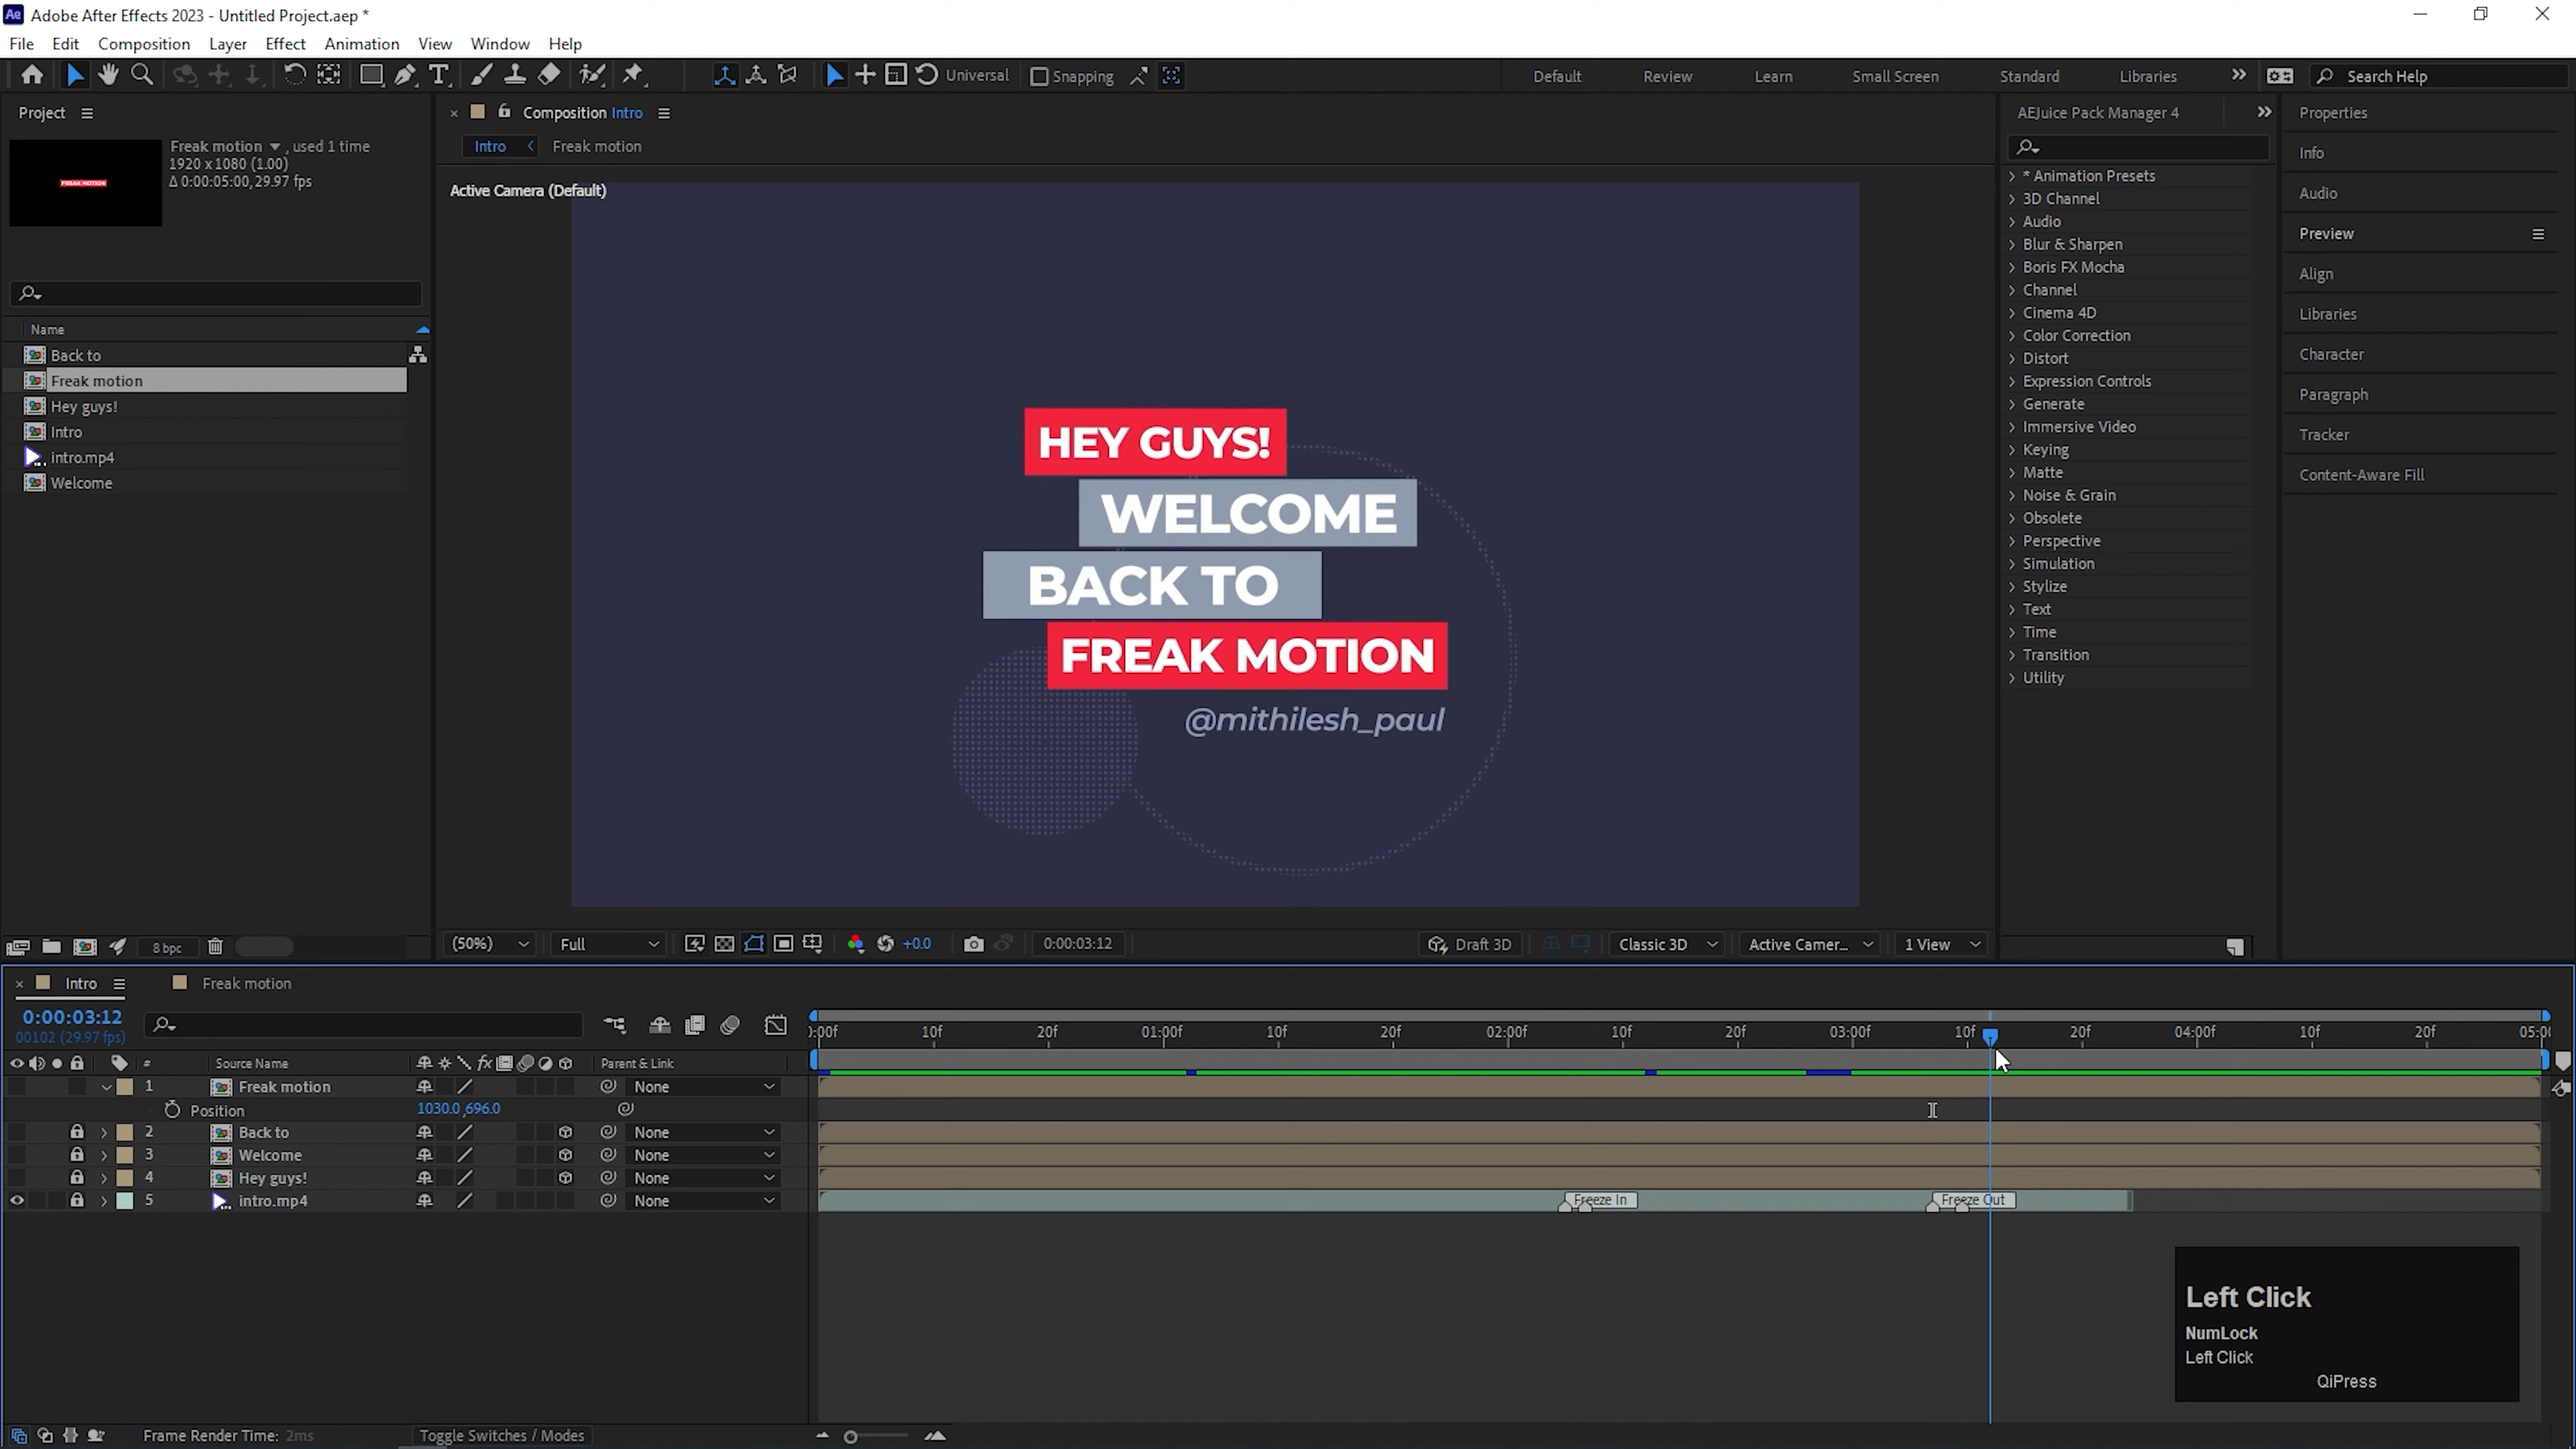 Adobe After Effects 2023 - Untitled Project.aep *
File Edit Composition Layer Effect Animation View Window Help
Universal Snapping Default Review Learn Small Screen Standard Libraries Search Help
Project
Freak motion , used 1 time
1920 x 1080 (1.00)
Δ 0:00:05:00, 29.97 fps
FREAK MOTION
Name
Back to
Freak motion
Hey guys!
Intro
intro.mp4
Welcome
8 bpc
Composition Intro
Intro Freak motion
Active Camera (Default)
HEY GUYS!
WELCOME
BACK TO
FREAK MOTION
@mithilesh_paul
(50%) Full +0.0 0:00:03:12 Draft 3D Classic 3D Active Camer... 1 View
AEJuice Pack Manager 4
* Animation Presets
3D Channel
Audio
Blur & Sharpen
Boris FX Mocha
Channel
Cinema 4D
Color Correction
Distort
Expression Controls
Generate
Immersive Video
Keying
Matte
Noise & Grain
Obsolete
Perspective
Simulation
Stylize
Text
Time
Transition
Utility
Properties
Info
Audio
Preview
Align
Libraries
Character
Paragraph
Tracker
Content-Aware Fill
Intro Freak motion
0:00:03:12
00102 (29.97 fps)
):00f 10f 20f 01:00f 10f 20f 02:00f 10f 20f 03:00f 10f 20f 04:00f 10f 20f 05:0(
# Source Name fx Parent & Link
1 Freak motion None
Position 1030.0,696.0
2 Back to None
3 Welcome None
4 Hey guys! None
5 intro.mp4 None
Freeze In Freeze Out
Left Click
NumLock
Left Click
QiPress
Frame Render Time: 2ms Toggle Switches / Modes